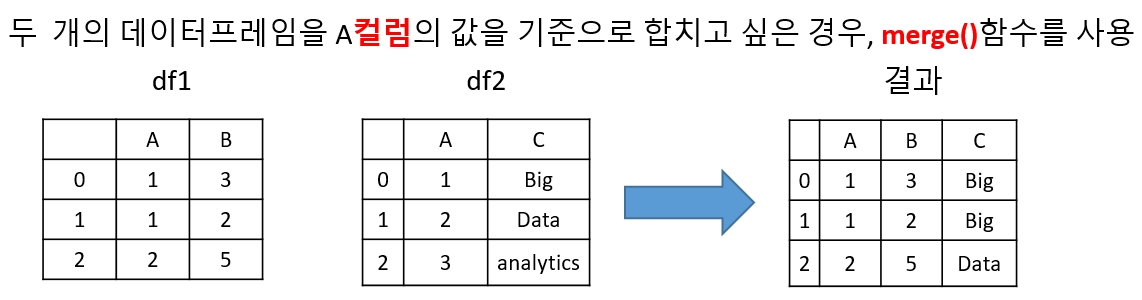 두 개의 데이터프레임을 A컬럼의 값을 기준으로 합치고 싶은 경우, merge()함수를 사용
df1
A B
0 1 3
1 1 2
2 2 5
df2
A C
0 1 Big
1 2 Data
2 3 analytics
결과
A B C
0 1 3 Big
1 1 2 Big
2 2 5 Data